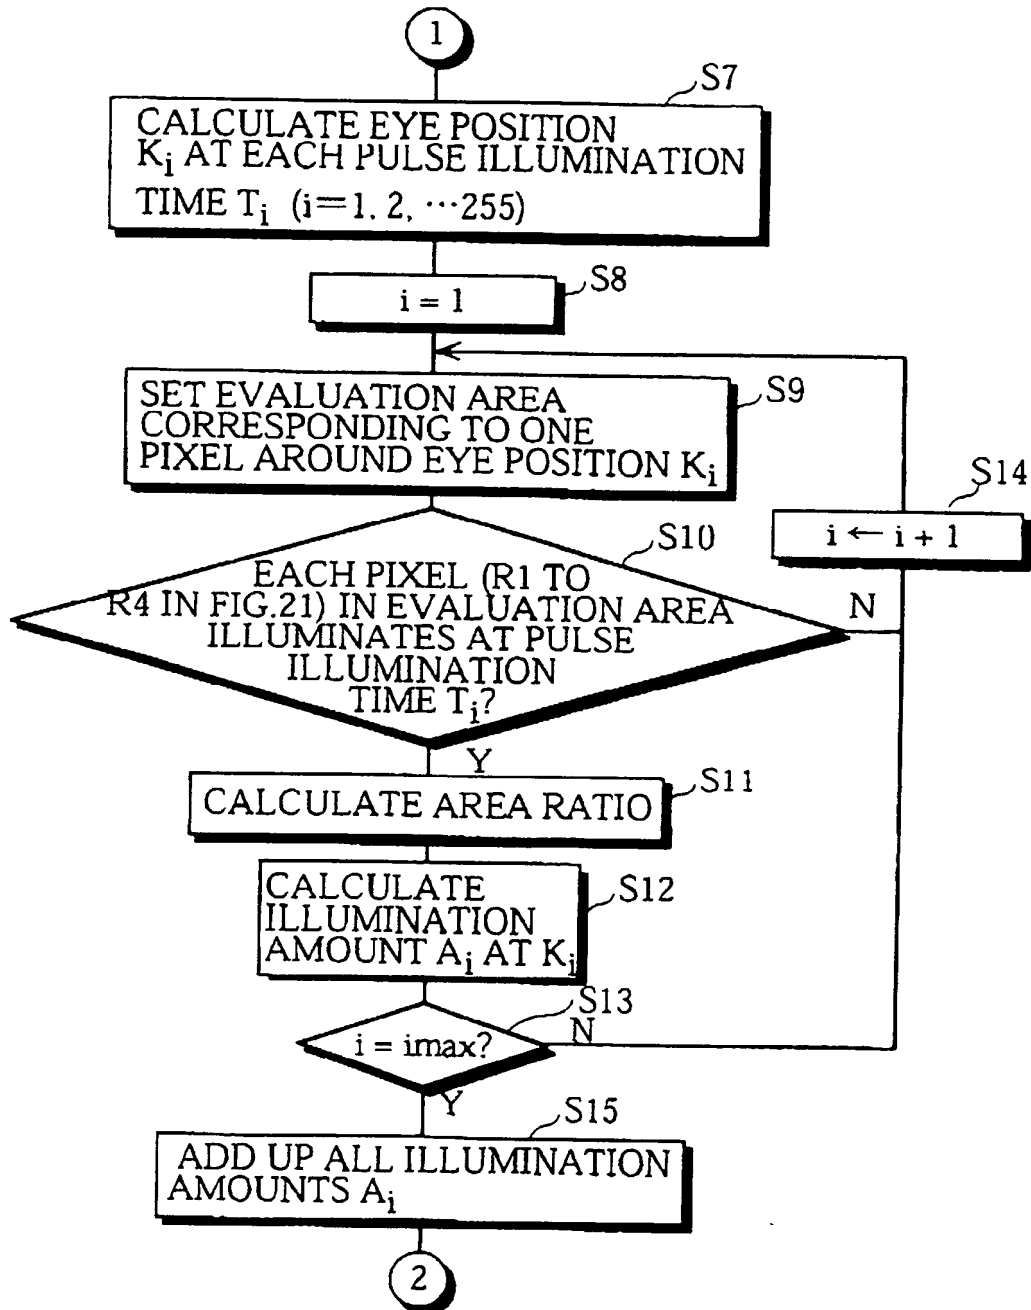 1
S7
CALCULATE EYE POSITION
Ki AT EACH PULSE ILLUMINATION
TIME Ti (i=1, 2, ···255)
S8
i = 1
S9
SET EVALUATION AREA
CORRESPONDING TO ONE
PIXEL AROUND EYE POSITION Ki
S14
i ← i + 1
S10
EACH PIXEL (R1 TO
R4 IN FIG.21) IN EVALUATION AREA
ILLUMINATES AT PULSE
ILLUMINATION
TIME Ti?
N
Y
S11
CALCULATE AREA RATIO
S12
CALCULATE
ILLUMINATION
AMOUNT Ai AT Ki
S13
i = imax?
N
Y
S15
ADD UP ALL ILLUMINATION
AMOUNTS Ai
2